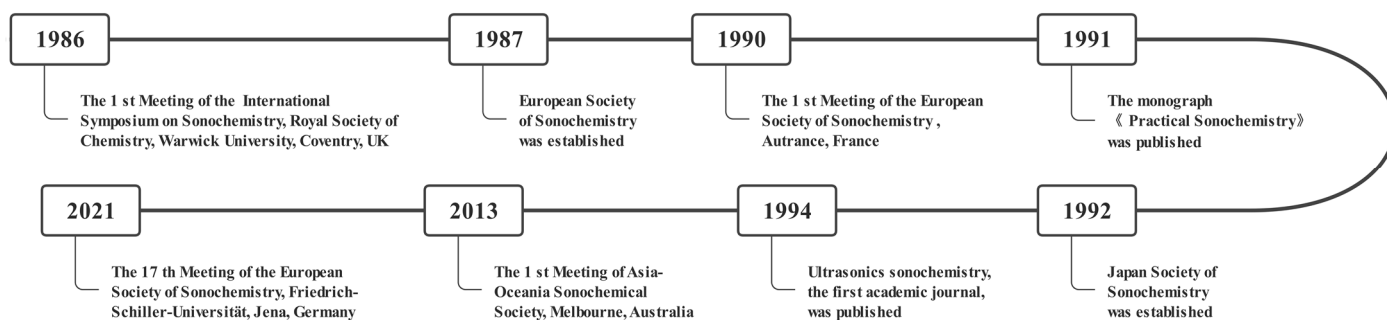 1986
The 1 st Meeting of the International
Symposium on Sonochemistry, Royal Society of
Chemistry, Warwick University, Coventry, UK
1987
European Society
of Sonochemistry
was established
1990
The 1 st Meeting of the European
Society of Sonochemistry ,
Autrance, France
1991
The monograph
《 Practical Sonochemistry》
was published
1992
Japan Society of
Sonochemistry
was established
1994
Ultrasonics sonochemistry,
the first academic journal,
was published
2013
The 1 st Meeting of Asia-
Oceania Sonochemical
Society, Melbourne, Australia
2021
The 17 th Meeting of the European
Society of Sonochemistry, Friedrich-
Schiller-Universität, Jena, Germany